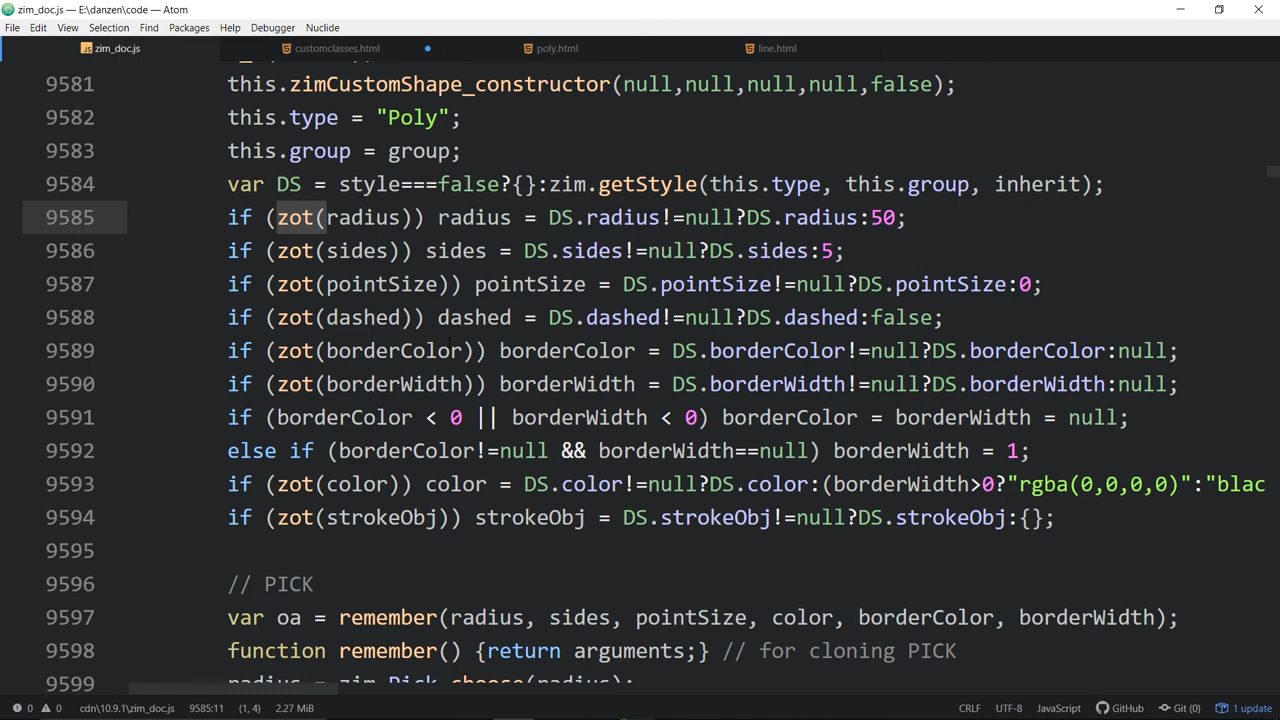 zim_doc.js — E:\danzen\code — Atom
File Edit View Selection Find Packages Help Debugger Nuclide
JS zim_doc.js customclasses.html poly.html line.html
9581 this.zimCustomShape_constructor(null,null,null,null,false);
9582 this.type = "Poly";
9583 this.group = group;
9584 var DS = style===false?{}:zim.getStyle(this.type, this.group, inherit);
9585 if (zot(radius)) radius = DS.radius!=null?DS.radius:50;
9586 if (zot(sides)) sides = DS.sides!=null?DS.sides:5;
9587 if (zot(pointSize)) pointSize = DS.pointSize!=null?DS.pointSize:0;
9588 if (zot(dashed)) dashed = DS.dashed!=null?DS.dashed:false;
9589 if (zot(borderColor)) borderColor = DS.borderColor!=null?DS.borderColor:null;
9590 if (zot(borderWidth)) borderWidth = DS.borderWidth!=null?DS.borderWidth:null;
9591 if (borderColor < 0 || borderWidth < 0) borderColor = borderWidth = null;
9592 else if (borderColor!=null && borderWidth==null) borderWidth = 1;
9593 if (zot(color)) color = DS.color!=null?DS.color:(borderWidth>0?"rgba(0,0,0,0)":"blac
9594 if (zot(strokeObj)) strokeObj = DS.strokeObj!=null?DS.strokeObj:{};
9595
9596 // PICK
9597 var oa = remember(radius, sides, pointSize, color, borderColor, borderWidth);
9598 function remember() {return arguments;} // for cloning PICK
9599 radius = zim.Pick.choose(radius);
0 0 cdn\10.9.1\zim_doc.js 9585:11 (1, 4) 2.27 MiB CRLF UTF-8 JavaScript GitHub Git (0) 1 update